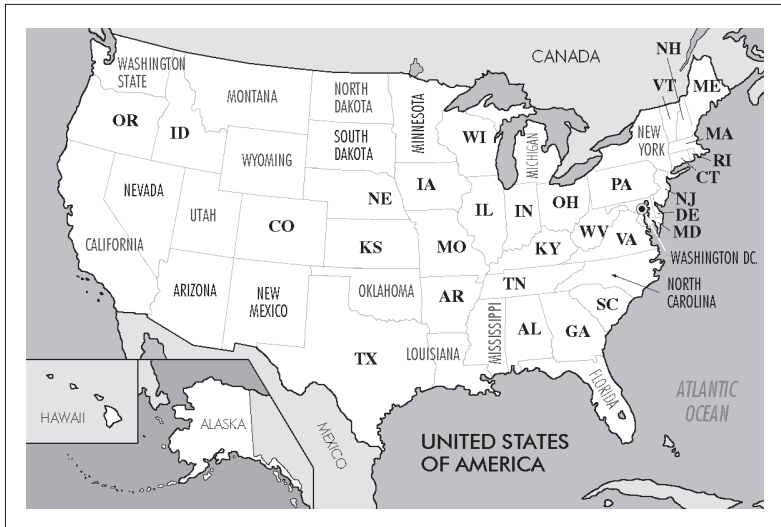 CANADA
NH
WASHINGTON
STATE
MONTANA
NORTH
DAKOTA
MINNESOTA
VT
ME
OR
ID
SOUTH
DAKOTA
WI
MICHIGAN
NEW
YORK
MA
WYOMING
RI
CT
NEVADA
NE
IA
PA
NJ
UTAH
CO
IL
IN
OH
DE
MD
WV
VA
CALIFORNIA
KS
MO
KY
WASHINGTON DC.
ARIZONA
NEW
MEXICO
OKLAHOMA
TN
NORTH
CAROLINA
AR
SC
MISSISSIPPI
AL
GA
TX
LOUISIANA
FLORIDA
ATLANTIC
OCEAN
HAWAII
ALASKA
MEXICO
UNITED STATES
OF AMERICA